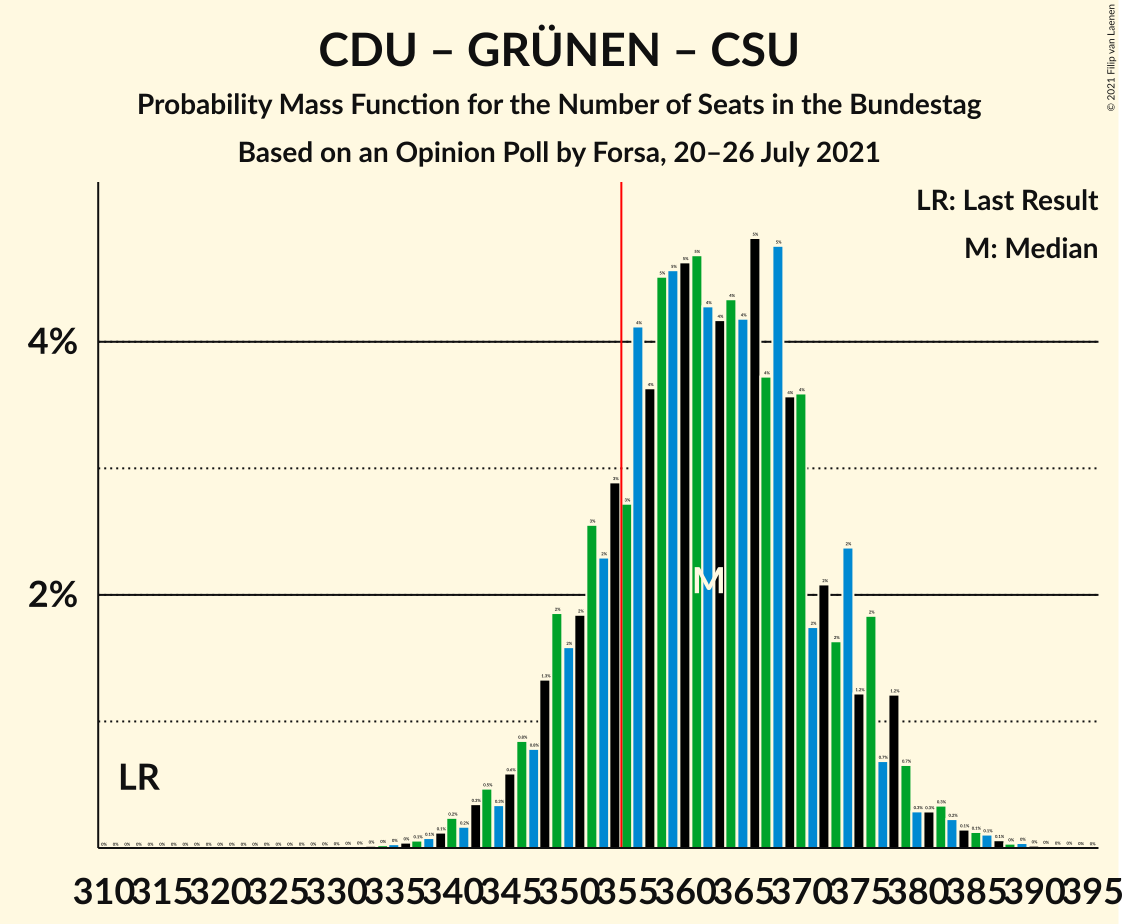 CDU – GRÜNEN – CSU
Probability Mass Function for the Number of Seats in the Bundestag
Based on an Opinion Poll by Forsa, 20–26 July 2021
© 2021 Filip van Laenen
LR: Last Result
M: Median
4%
2%
LR
M
310 315 320 325 330 335 340 345 350 355 360 365 370 375 380 385 390 395